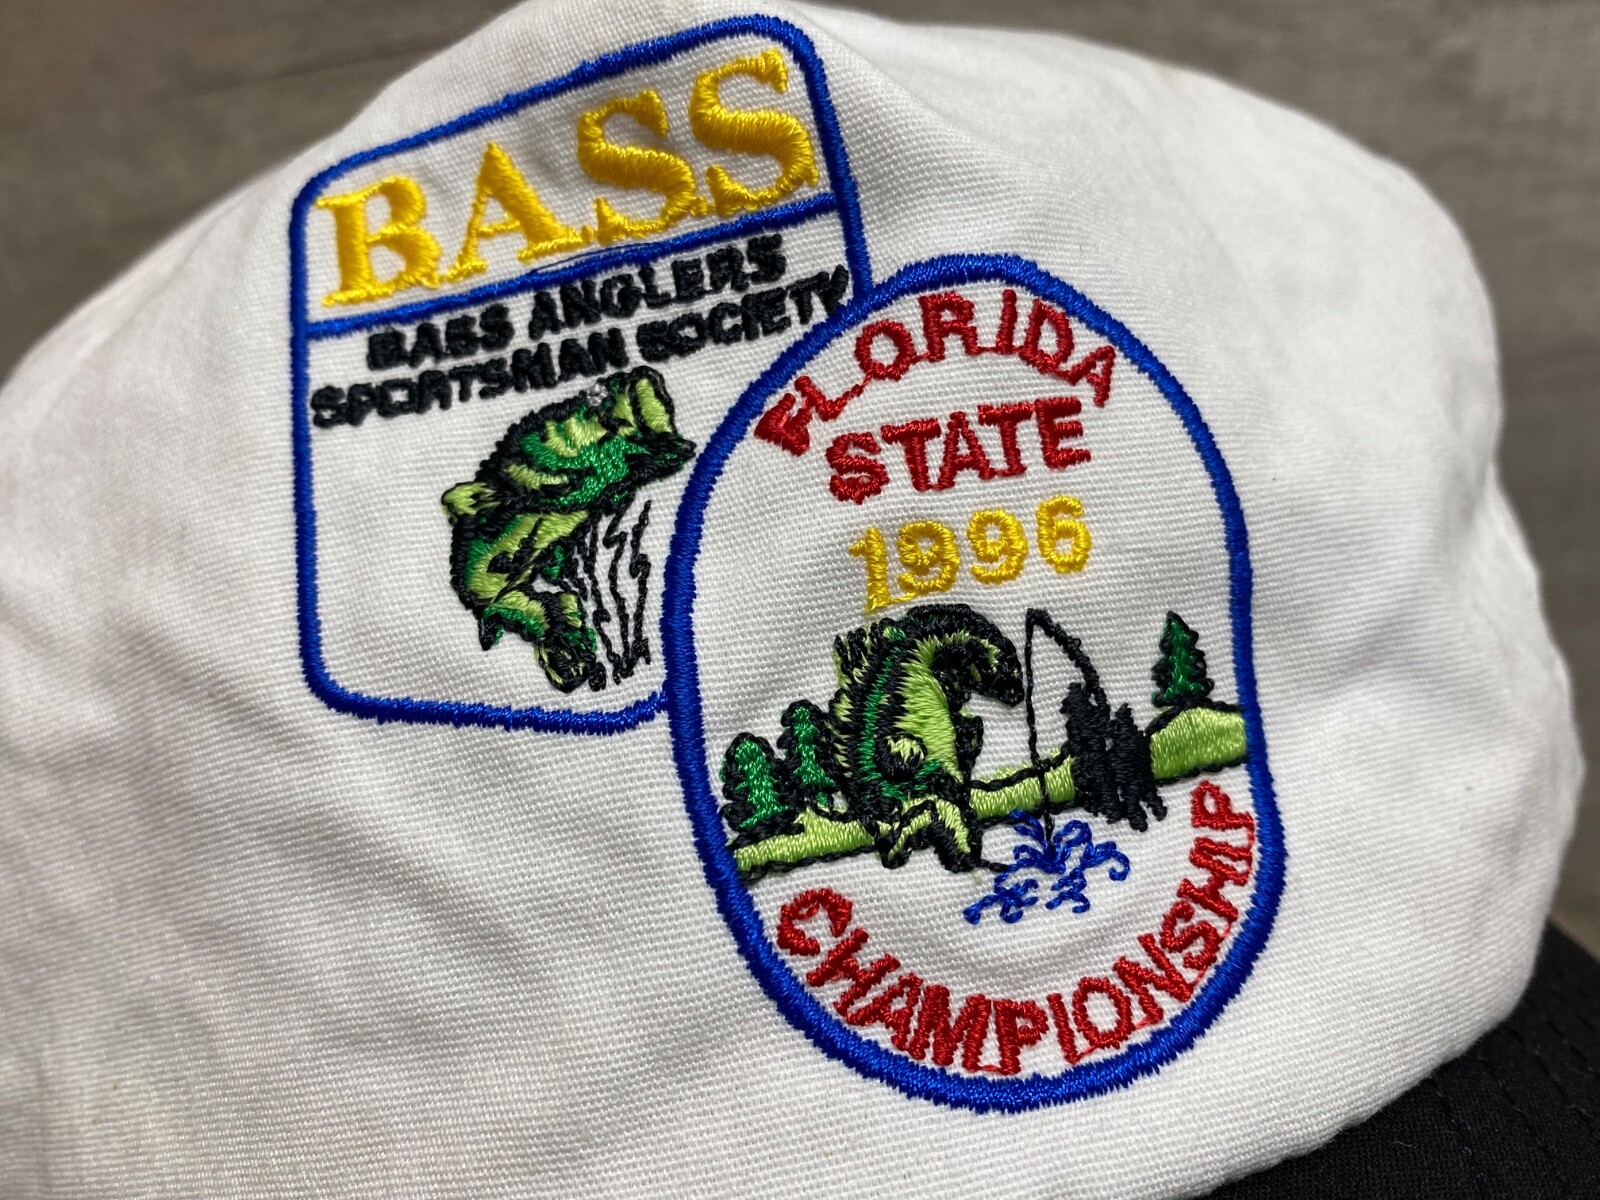 B.A.S.S
BASS ANGLERS
SPORTSMAN SOCIETY
FLORIDA
STATE
1996
CHAMPIONSHIP